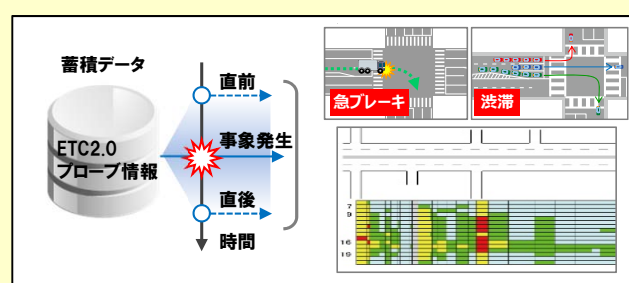 蓄積データ
ETC2.0
プローブ情報
直前
事象発生
直後
時間
急ブレーキ
渋滞
7
9
16
19